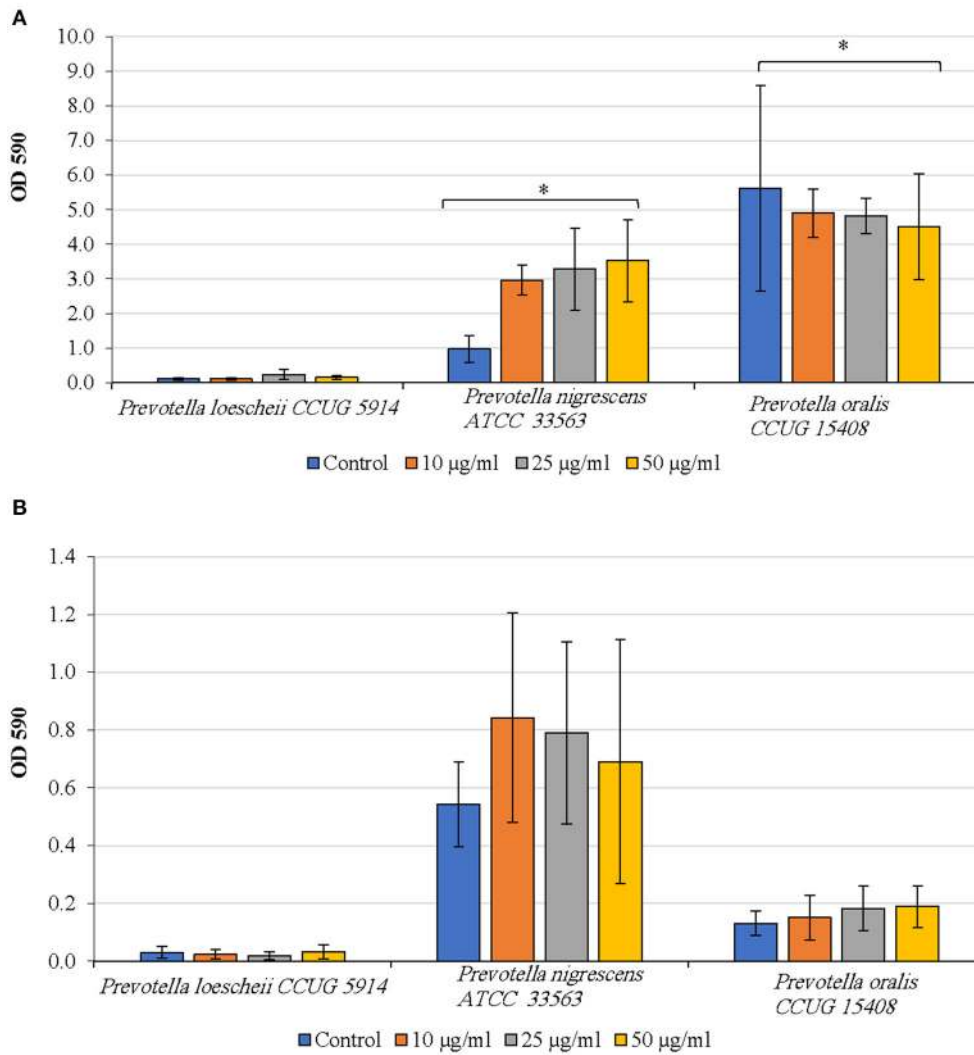 A
10.0
9.0
8.0
7.0
6.0
5.0
4.0
3.0
2.0
1.0
0.0
OD 590
*
*
Prevotella loescheii CCUG 5914
Prevotella nigrescens
ATCC 33563
Prevotella oralis
CCUG 15408
Control 10 µg/ml 25 µg/ml 50 µg/ml
B
1.4
1.2
1.0
0.8
0.6
0.4
0.2
0.0
OD 590
Prevotella loescheii CCUG 5914
Prevotella nigrescens
ATCC 33563
Prevotella oralis
CCUG 15408
Control 10 µg/ml 25 µg/ml 50 µg/ml